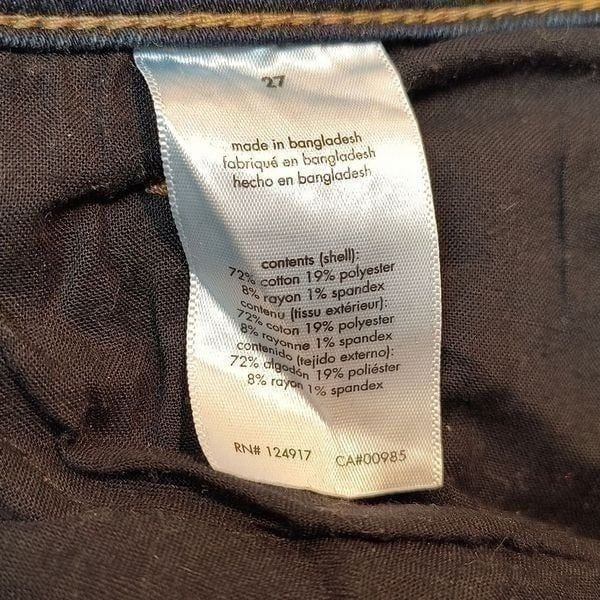 27
made in bangladesh
fabriqué en bangladesh
hecho en bangladesh
contents (shell):
72% cotton 19% polyester
8% rayon 1% spandex
contenu (tissu extérieur):
72% coton 19% polyester
8% rayonne 1% spandex
contenido (tejido externo):
72% algodón 19% poliéster
8% rayon 1% spandex
RN# 124917 CA#00985